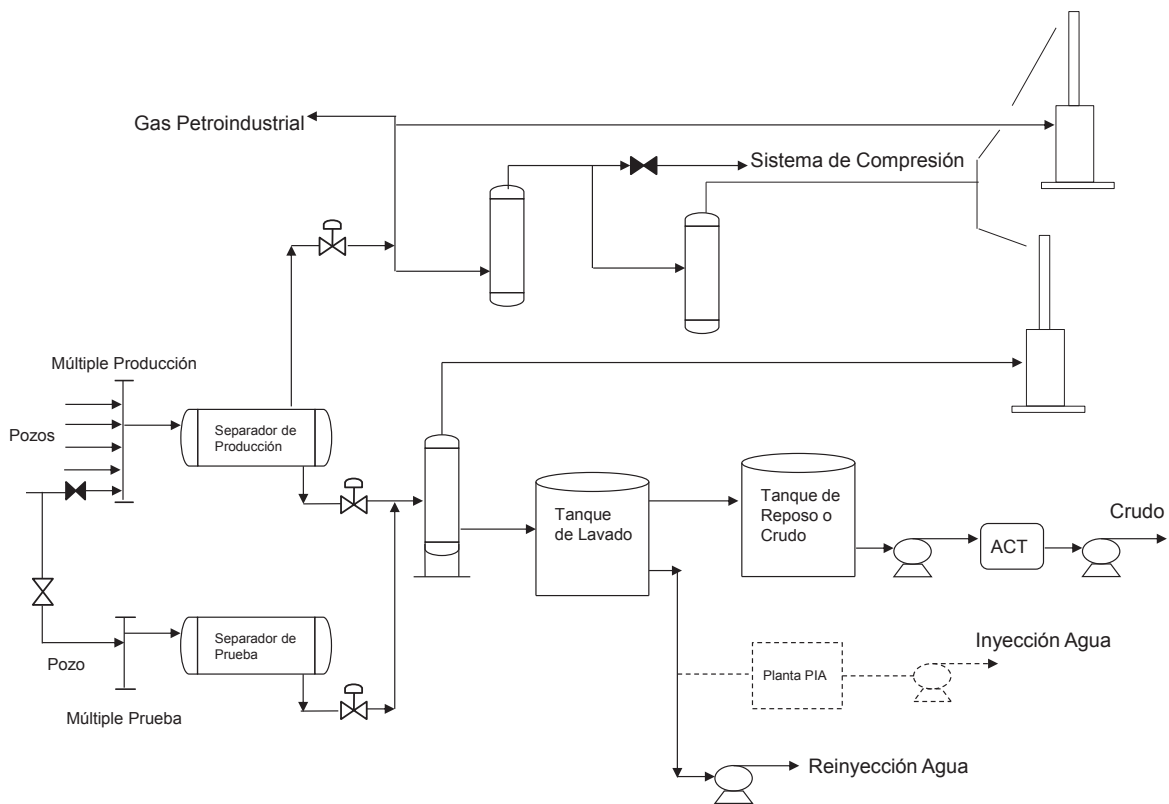 Gas Petroindustrial
Sistema de Compresión
Múltiple Producción
Pozos
Separador de
Producción
Tanque
de Lavado
Tanque de
Reposo o
Crudo
ACT
Crudo
Separador de
Prueba
Pozo
Múltiple Prueba
Planta PIA
Inyección Agua
Reinyección Agua